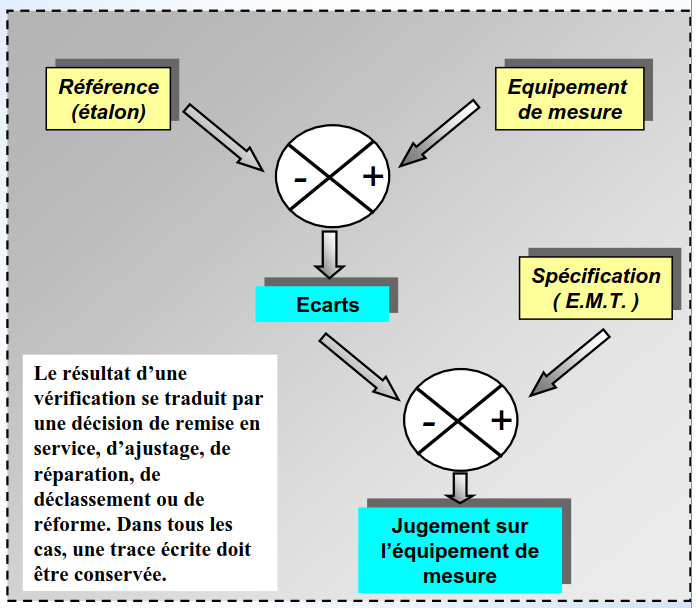 Référence
(étalon)
Equipement
de mesure
- +
Ecarts
Spécification
( E.M.T. )
- +
Le résultat d’une
vérification se traduit par
une décision de remise en
service, d’ajustage, de
réparation, de
déclassement ou de
réforme. Dans tous les
cas, une trace écrite doit
être conservée.
Jugement sur
l’équipement de
mesure